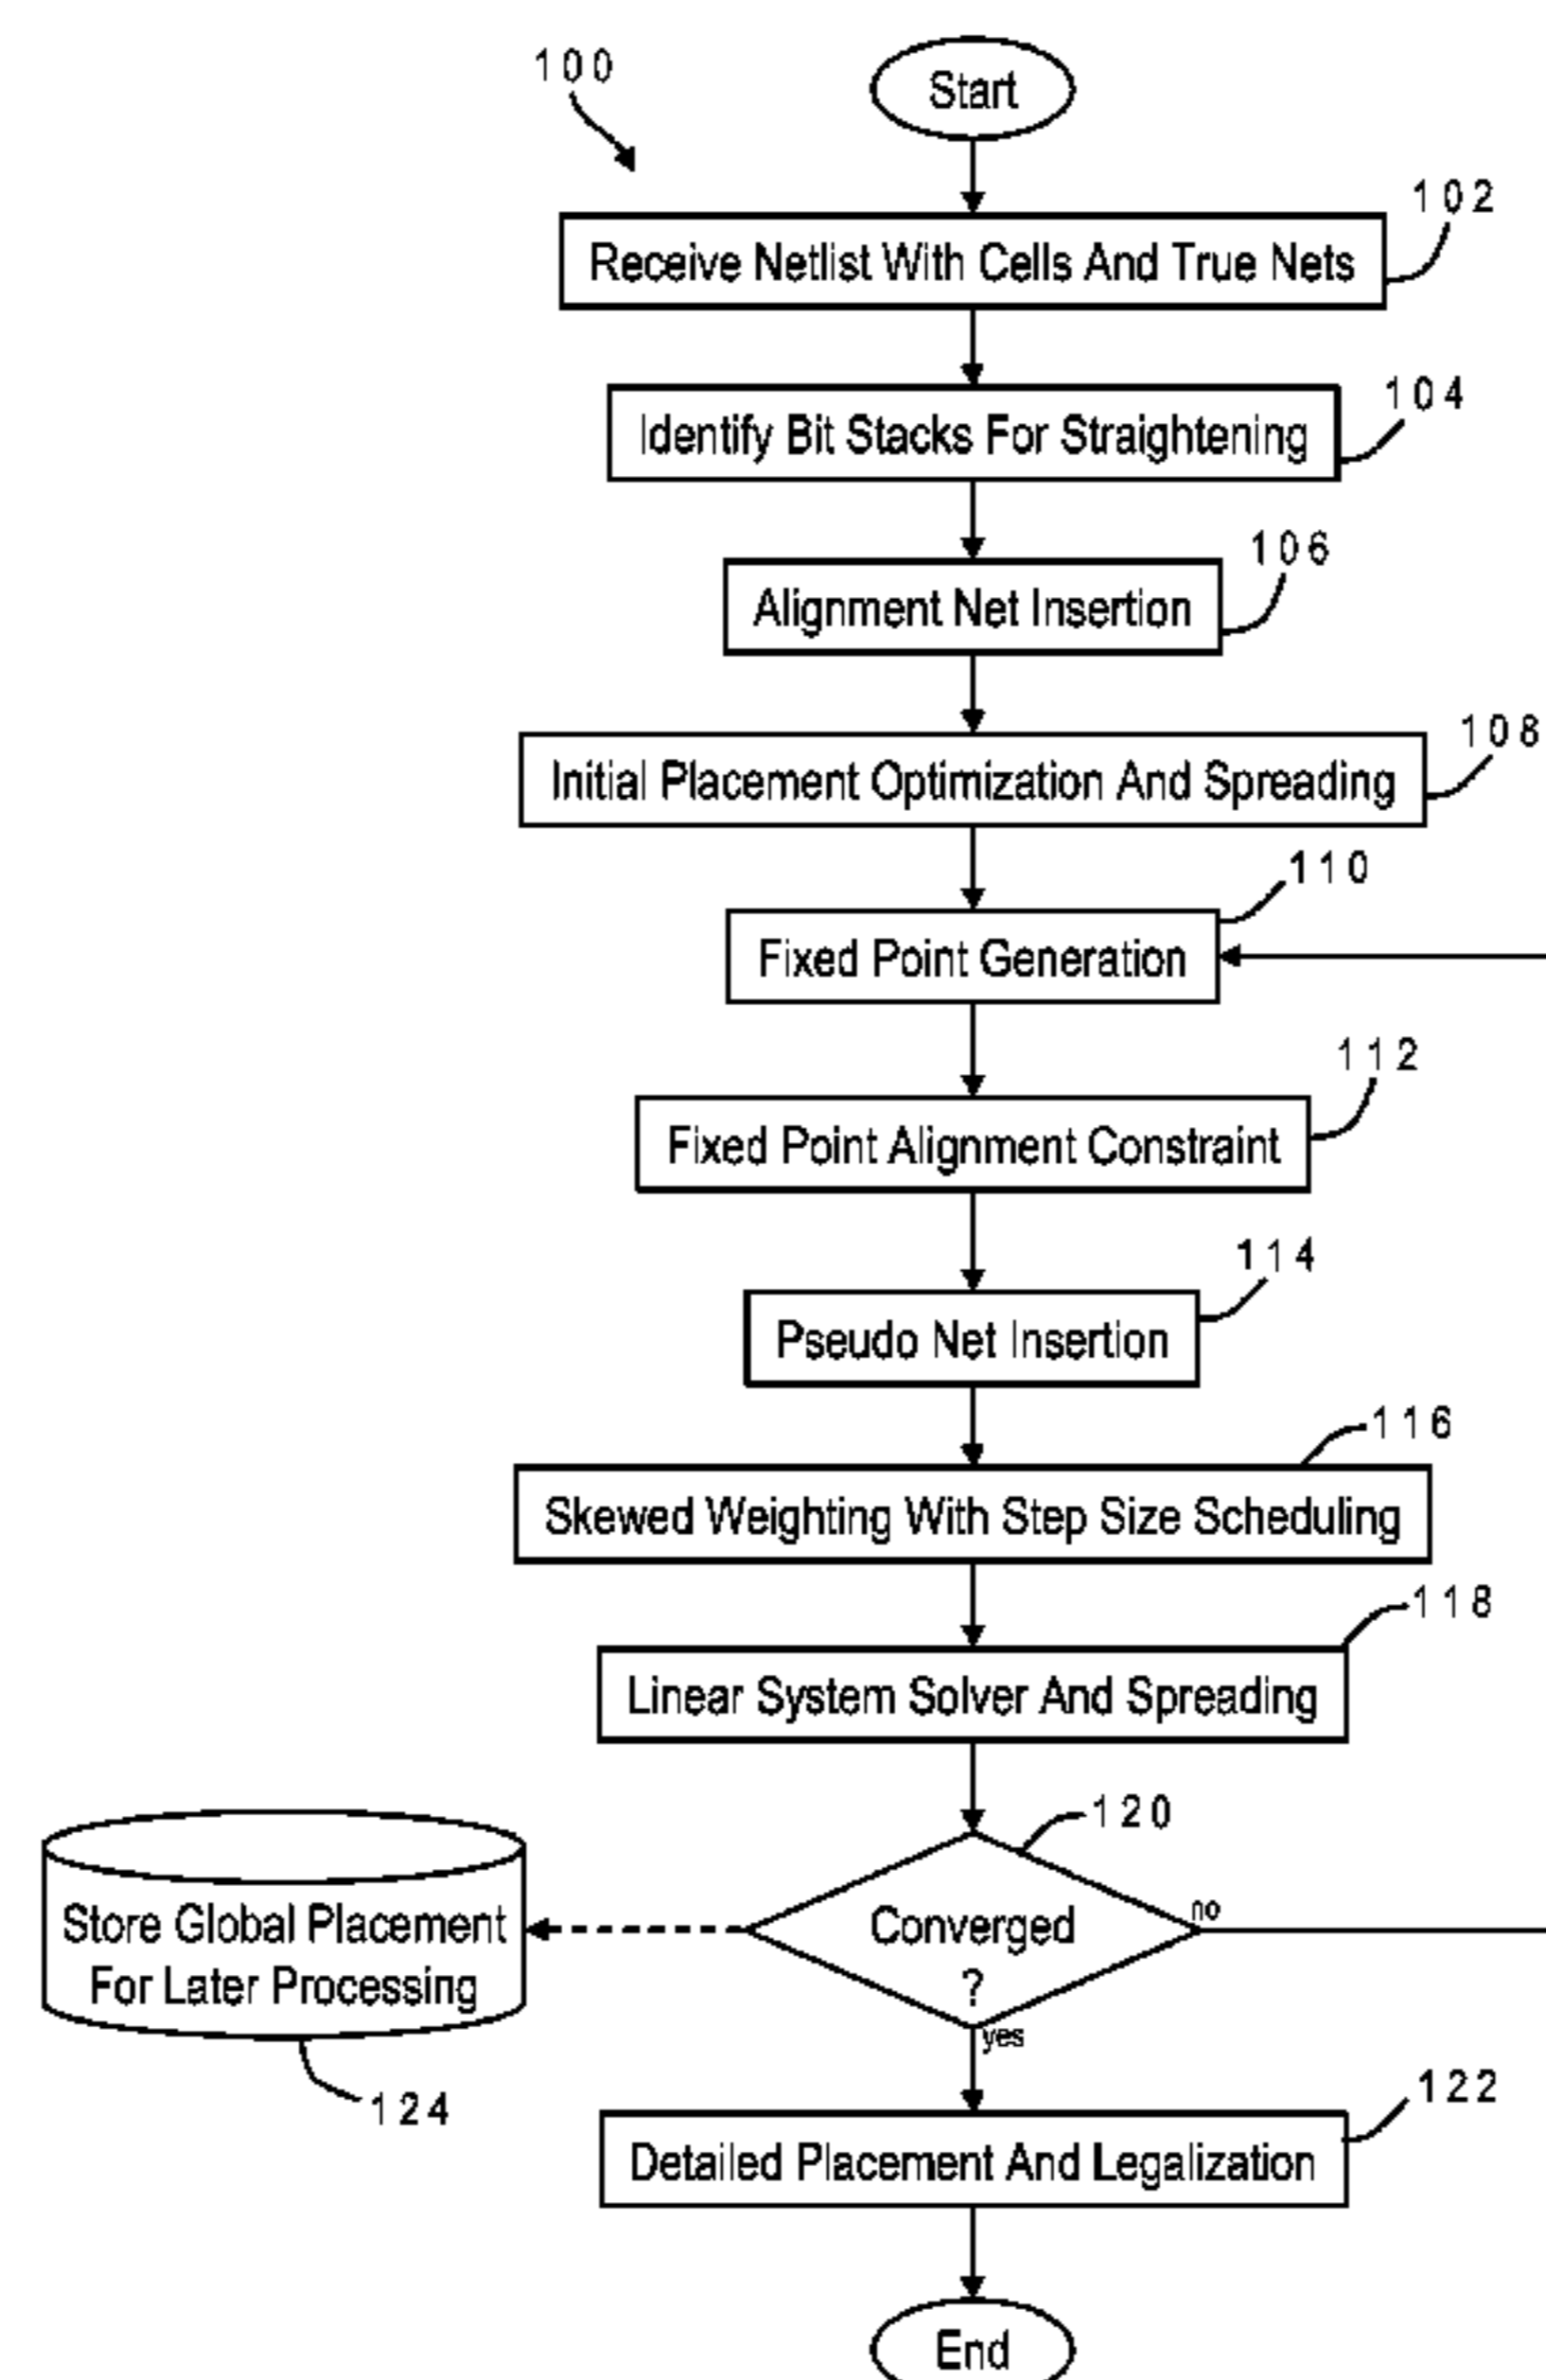 100
Start
102
Receive Netlist With Cells And True Nets
104
Identify Bit Stacks For Straightening
106
Alignment Net Insertion
108
Initial Placement Optimization And Spreading
110
Fixed Point Generation
112
Fixed Point Alignment Constraint
114
Pseudo Net Insertion
116
Skewed Weighting With Step Size Scheduling
118
Linear System Solver And Spreading
120
Converged
?
no
yes
Store Global Placement
For Later Processing
124
122
Detailed Placement And Legalization
End